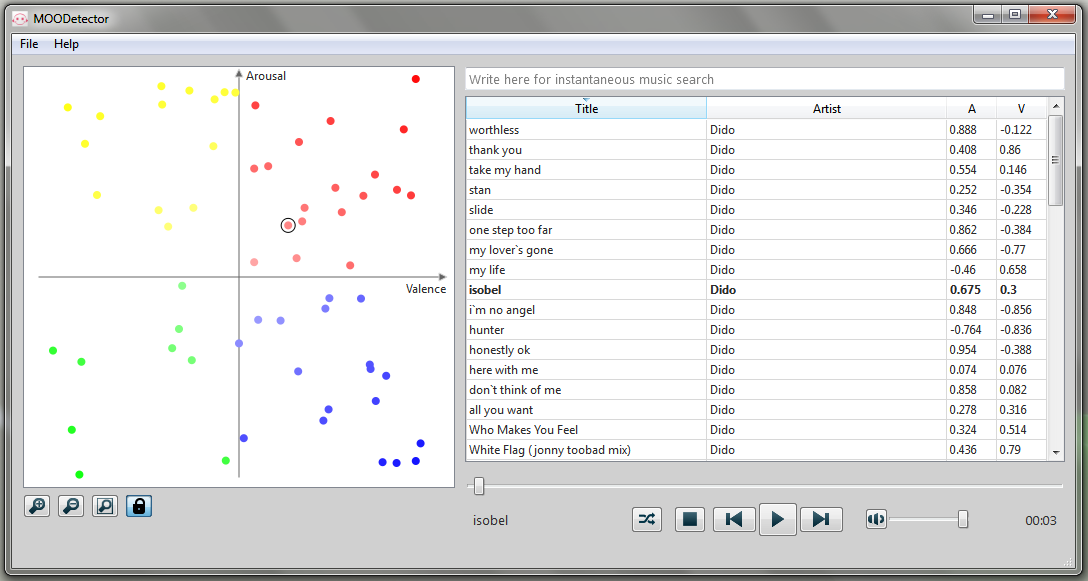 MOODetector
File Help
Arousal
Valence
Write here for instantaneous music search
Title Artist A V
worthless Dido 0.888 -0.122
thank you Dido 0.408 0.86
take my hand Dido 0.554 0.146
stan Dido 0.252 -0.354
slide Dido 0.346 -0.228
one step too far Dido 0.862 -0.384
my lover`s gone Dido 0.666 -0.77
my life Dido -0.46 0.658
isobel Dido 0.675 0.3
i`m no angel Dido 0.848 -0.856
hunter Dido -0.764 -0.836
honestly ok Dido 0.954 -0.388
here with me Dido 0.074 0.076
don`t think of me Dido 0.858 0.082
all you want Dido 0.278 0.316
Who Makes You Feel Dido 0.324 0.514
White Flag (jonny toobad mix) Dido 0.436 0.79
isobel
00:03